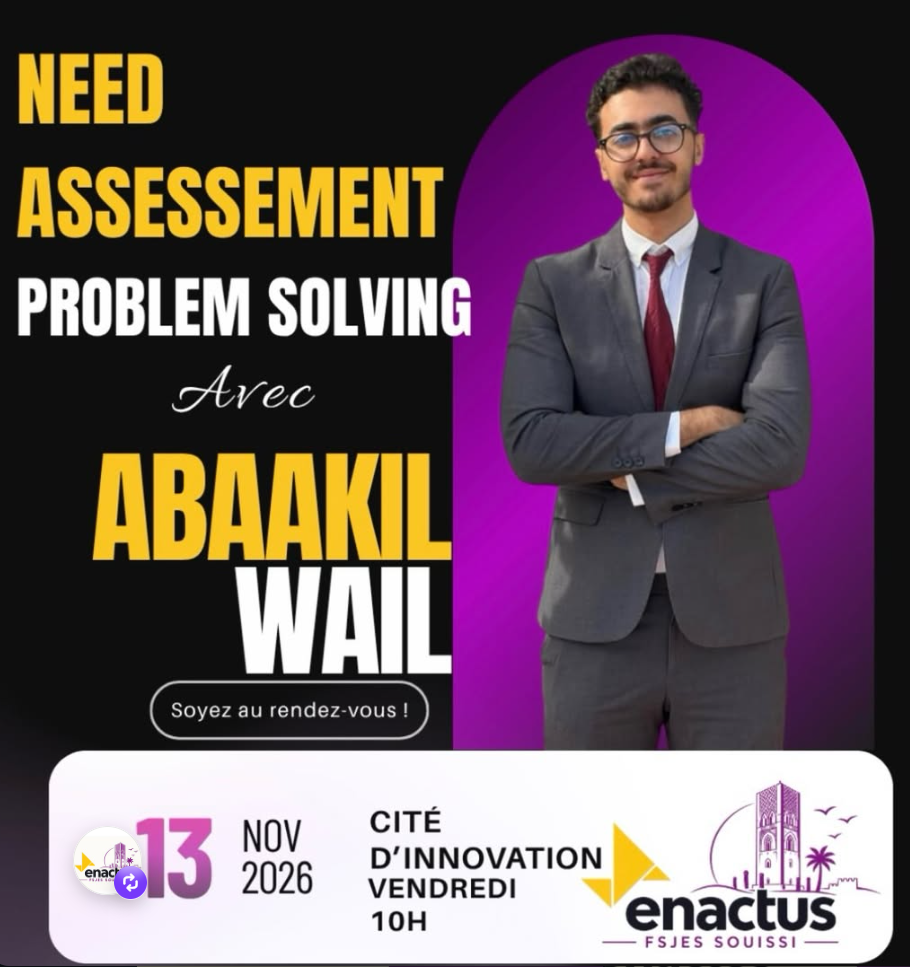 NEED
ASSESSEMENT
PROBLEM SOLVING
Avec
ABAAKIL
WAIL
Soyez au rendez-vous !
13
NOV
2026
CITÉ
D'INNOVATION
VENDREDI
10H
enactus
FSJES SOUISSI